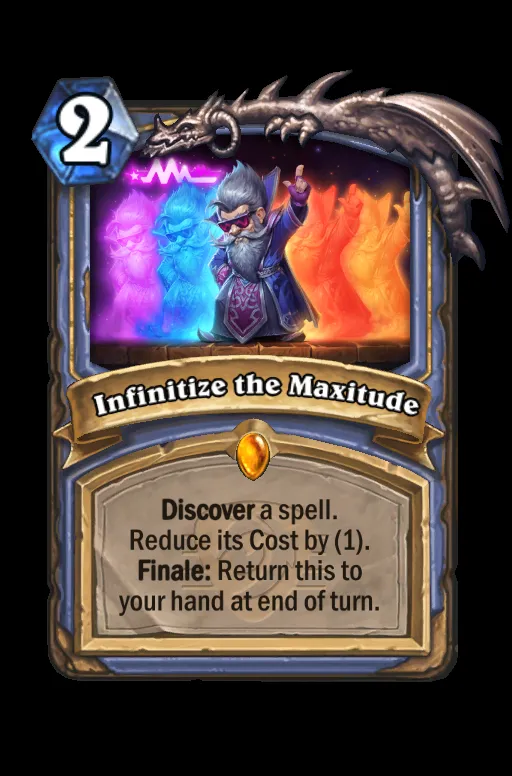 2
Infinitize the Maxitude
Discover a spell.
Reduce its Cost by (1).
Finale: Return this to
your hand at end of turn.